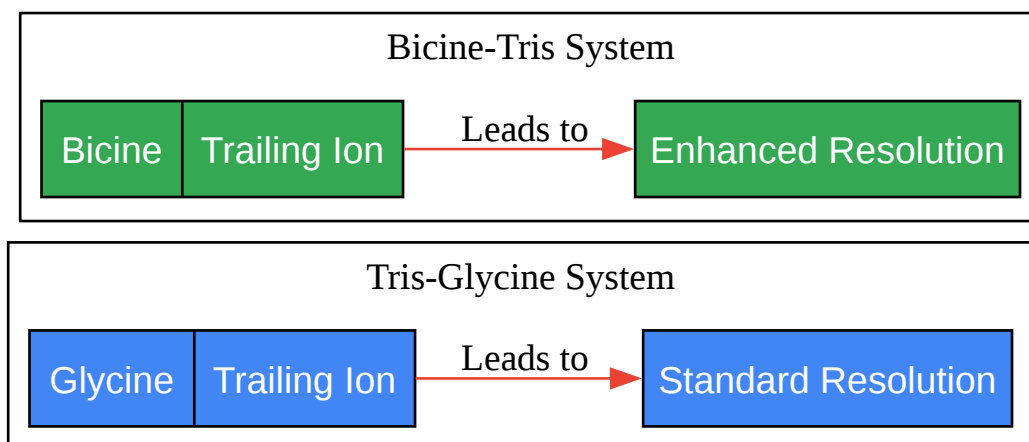 Bicine-Tris System
Bicine Trailing Ion Leads to Enhanced Resolution
Tris-Glycine System
Glycine Trailing Ion Leads to Standard Resolution